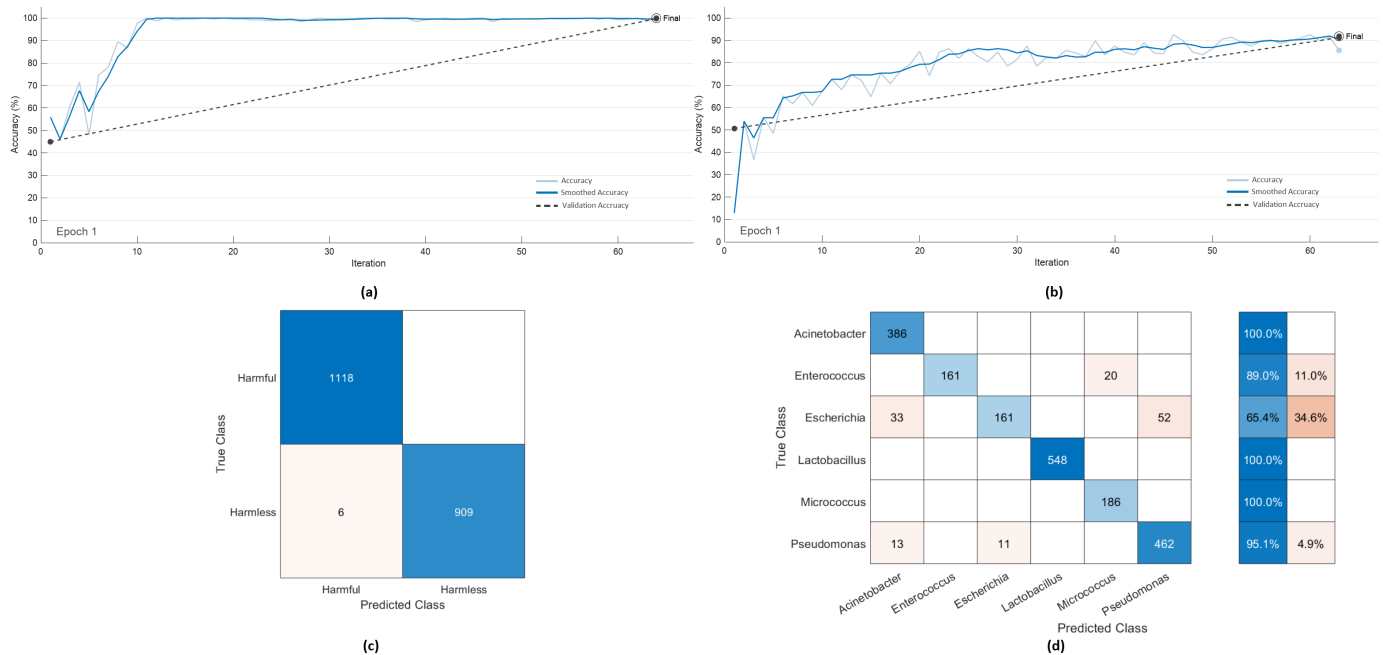 100
90
80
70
60
50
40
30
20
10
0
Accuracy (%)
Final
Accuracy
Smoothed Accuracy
Validation Accruacy
Epoch 1
0 10 20 30 40 50 60
Iteration
(a)
100
90
80
70
60
50
40
30
20
10
0
Accuracy (%)
Final
Accuracy
Smoothed Accuracy
Validation Accruacy
Epoch 1
0 10 20 30 40 50 60
Iteration
(b)
True Class
Harmful 1118
Harmless 6 909
Harmful Harmless
Predicted Class
(c)
True Class
Acinetobacter 386 100.0%
Enterococcus 161 20 89.0% 11.0%
Escherichia 33 161 52 65.4% 34.6%
Lactobacillus 548 100.0%
Micrococcus 186 100.0%
Pseudomonas 13 11 462 95.1% 4.9%
Acinetobacter Enterococcus Escherichia Lactobacillus Micrococcus Pseudomonas
Predicted Class
(d)